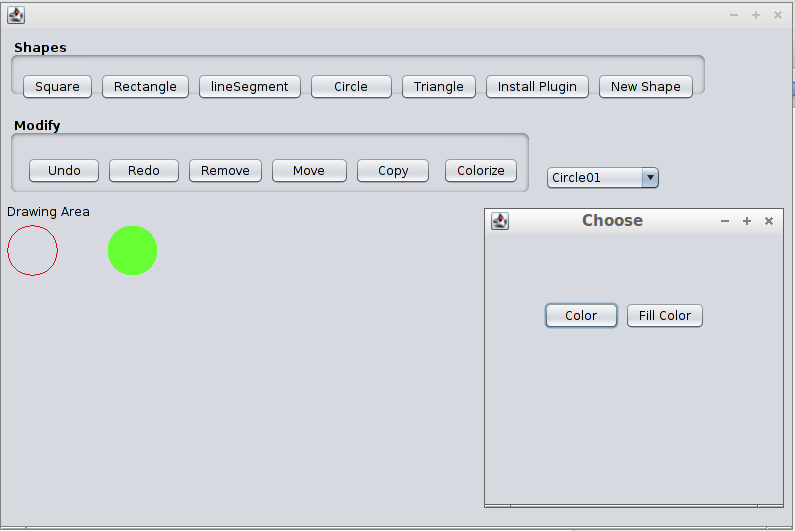 Shapes
Square Rectangle lineSegment Circle Triangle Install Plugin New Shape
Modify
Undo Redo Remove Move Copy Colorize
Circle01
Drawing Area
Choose
Color Fill Color